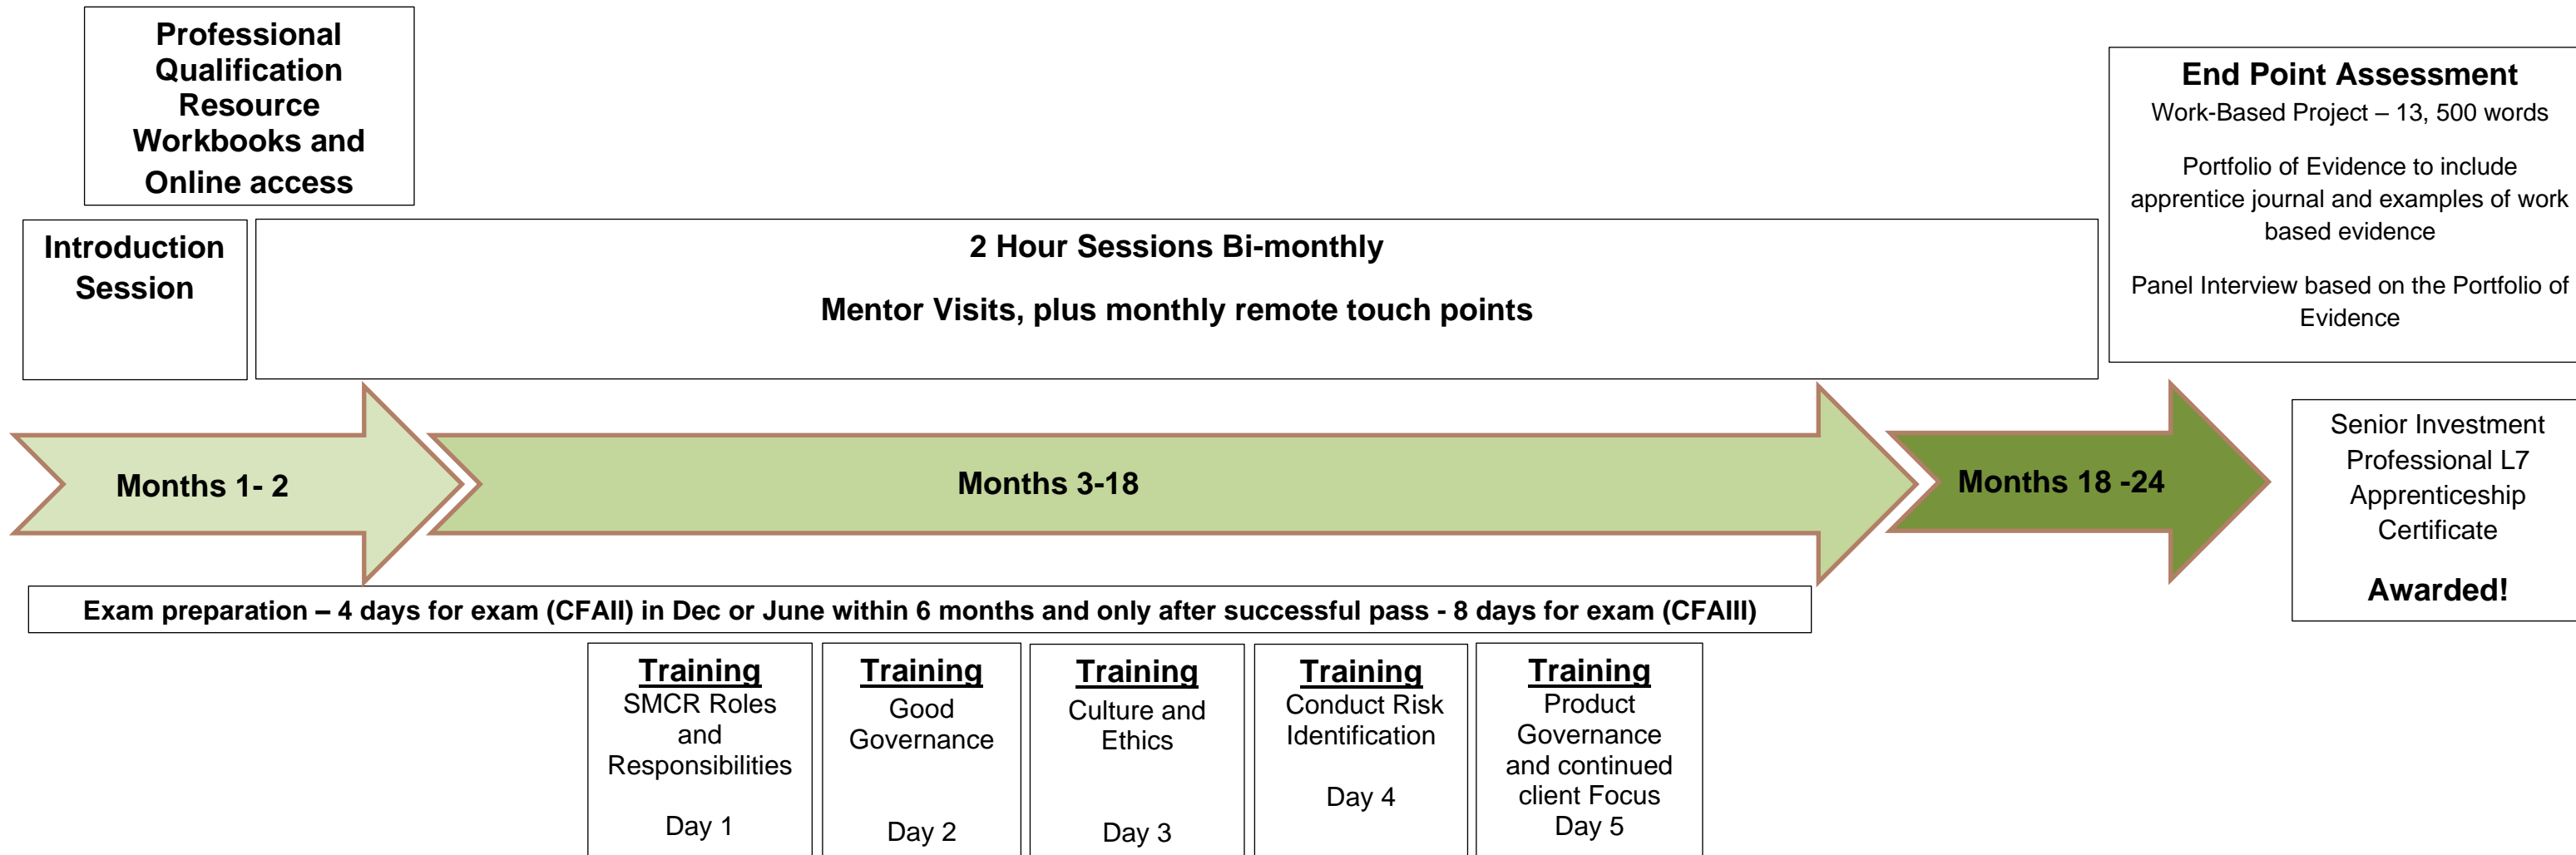 Professional
Qualification
Resource
Workbooks and
Online access
Introduction
Session
2 Hour Sessions Bi-monthly
Mentor Visits, plus monthly remote touch points
End Point Assessment
Work-Based Project – 13, 500 words
Portfolio of Evidence to include
apprentice journal and examples of work
based evidence
Panel Interview based on the Portfolio of
Evidence
Months 1- 2
Months 3-18
Months 18 -24
Senior Investment
Professional L7
Apprenticeship
Certificate
Awarded!
Exam preparation – 4 days for exam (CFAII) in Dec or June within 6 months and only after successful pass - 8 days for exam (CFAIII)
Training
SMCR Roles
and
Responsibilities
Day 1
Training
Good
Governance
Day 2
Training
Culture and
Ethics
Day 3
Training
Conduct Risk
Identification
Day 4
Training
Product
Governance
and continued
client Focus
Day 5